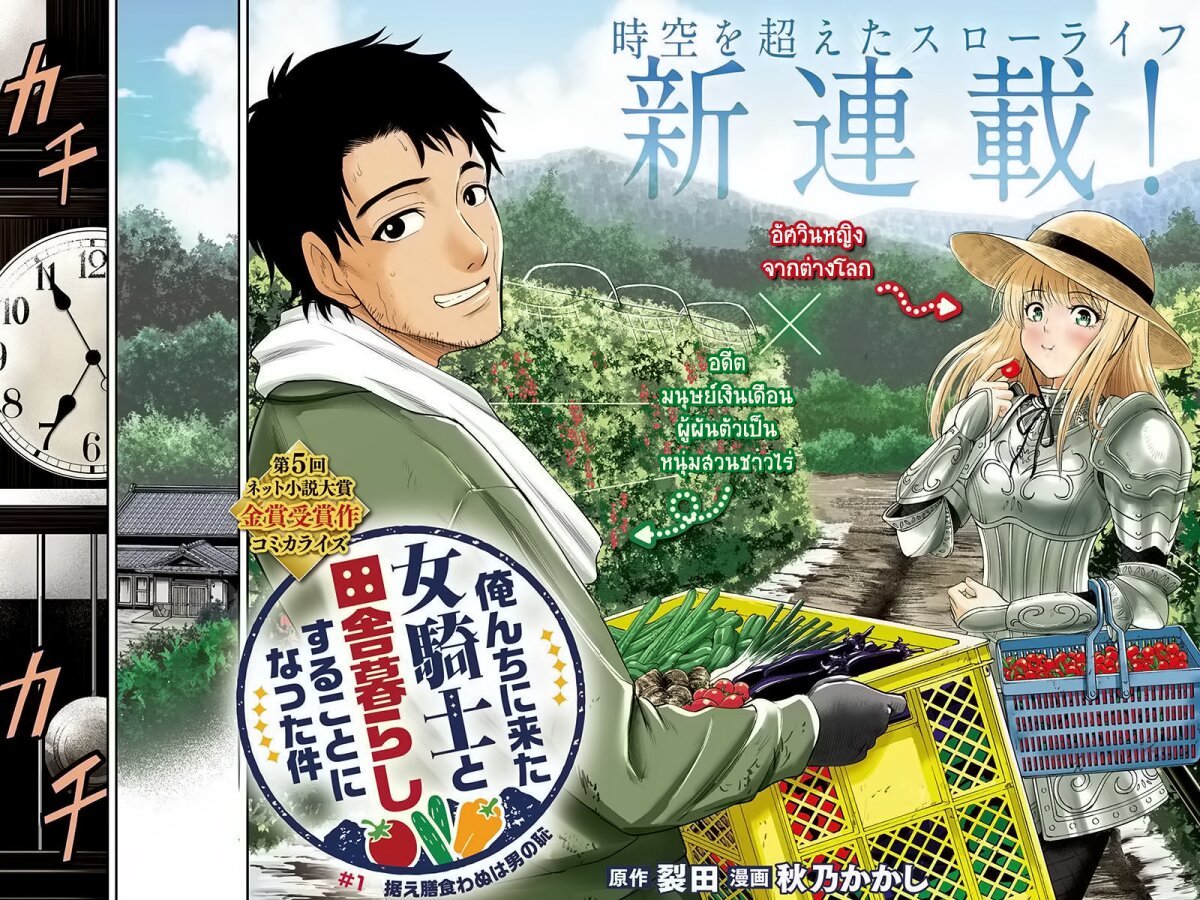 時空を超えたスローライフ
新連載！
カチ
11
12
10
9
8
7
6
カチ
อัศวินหญิง
จากต่างโลก
×
อดีต
มนุษย์เงินเดือน
ผู้ผันตัวเป็น
หนุ่มสวนชาวไร่
第5回
ネット小説大賞
金賞受賞作
コミカライズ
俺んちに来た
女騎士と
田舎暮らし
することに
なった件
#1 据え膳食わぬは男の恥
原作 裂田 漫画 秋乃かかし